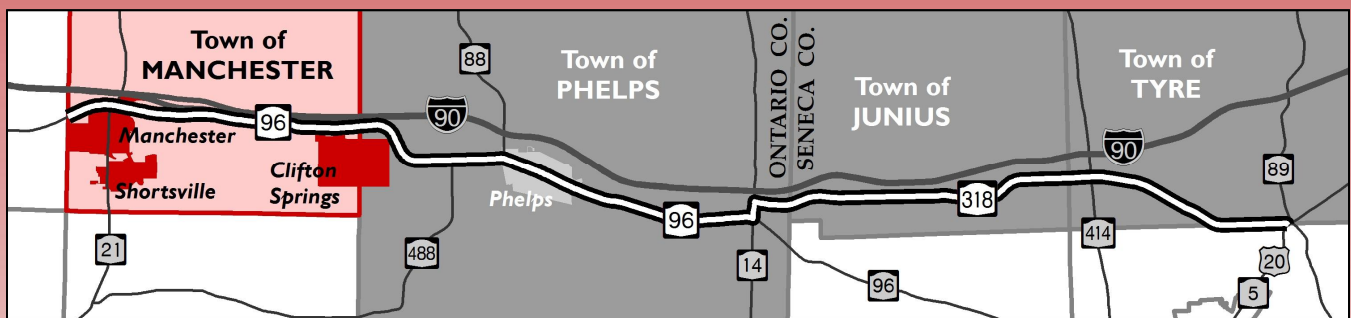 Town of
MANCHESTER
Town of
PHELPS
Town of
JUNIUS
Town of
TYRE
ONTARIO CO.
SENECA CO.
88
90
96
Manchester
Shortsville
Clifton
Springs
Phelps
90
89
318
96
21
488
14
96
414
20
5